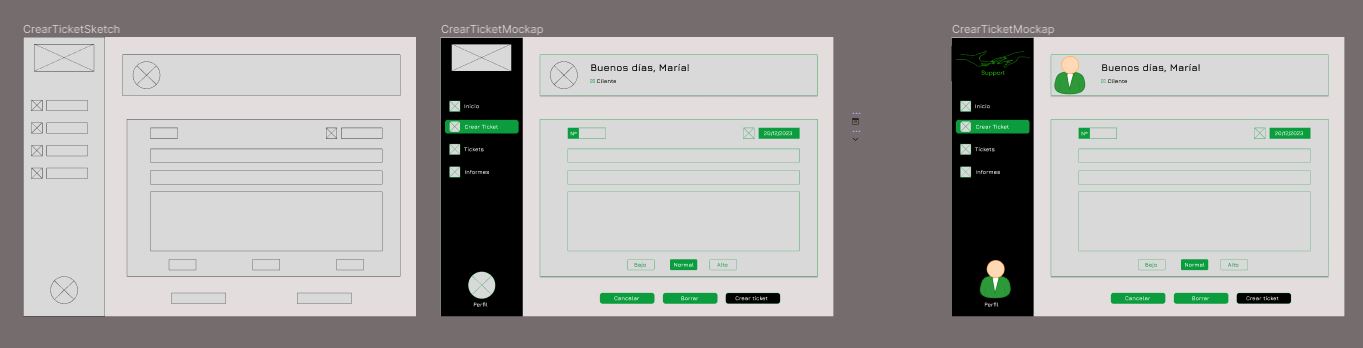 CrearTicketSketch
CrearTicketMockap
Buenos días, María!
Cliente
Inicio
Crear Ticket
Tickets
Informes
Nº
20/12/2023
Bajo
Normal
Alto
Perfil
Cancelar
Borrar
Crear ticket
CrearTicketMockap
Support
Buenos días, María!
Cliente
Inicio
Crear Ticket
Tickets
Informes
Nº
20/12/2023
Bajo
Normal
Alto
Perfil
Cancelar
Borrar
Crear ticket